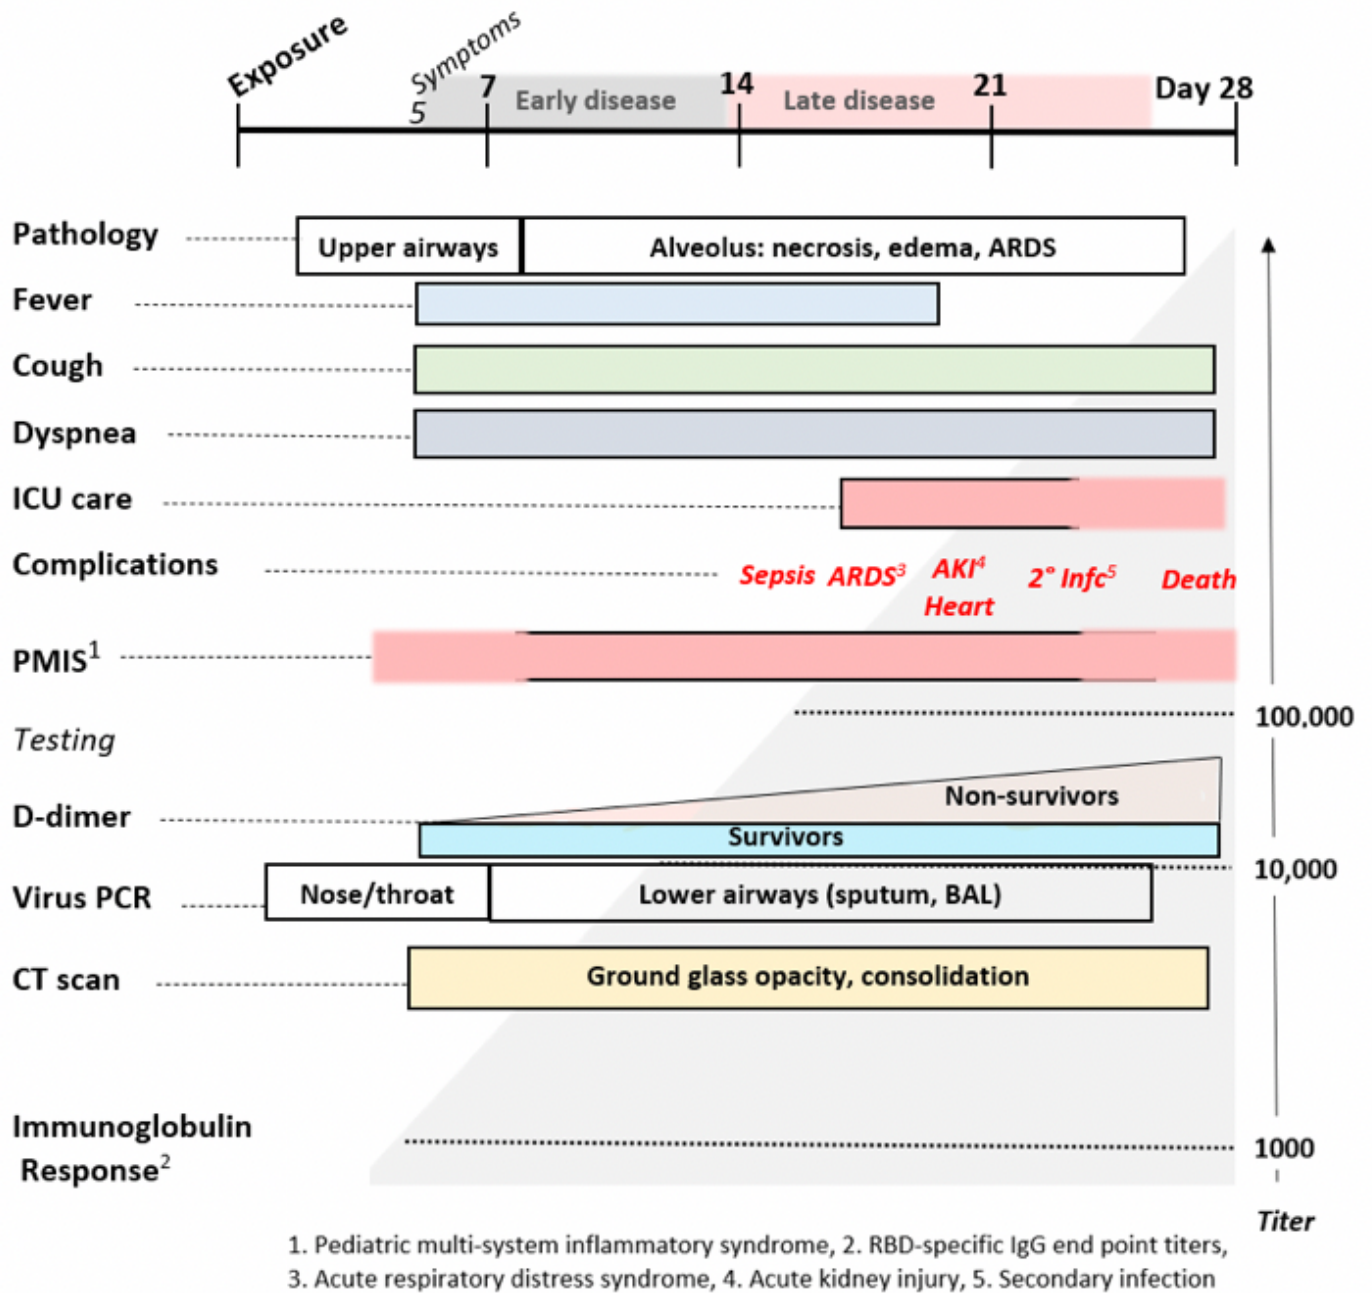 Exposure
Symptoms
5 7 Early disease 14 Late disease 21 Day 28
Pathology Upper airways Alveolus: necrosis, edema, ARDS
Fever
Cough
Dyspnea
ICU care
Complications Sepsis ARDS3 AKI4 2° Infc5 Death
Heart
PMIS1
100,000
Testing
Non-survivors
D-dimer
Survivors
10,000
Virus PCR Nose/throat Lower airways (sputum, BAL)
CT scan Ground glass opacity, consolidation
Immunoglobulin
Response2
1000
Titer
1. Pediatric multi-system inflammatory syndrome, 2. RBD-specific IgG end point titers,
3. Acute respiratory distress syndrome, 4. Acute kidney injury, 5. Secondary infection